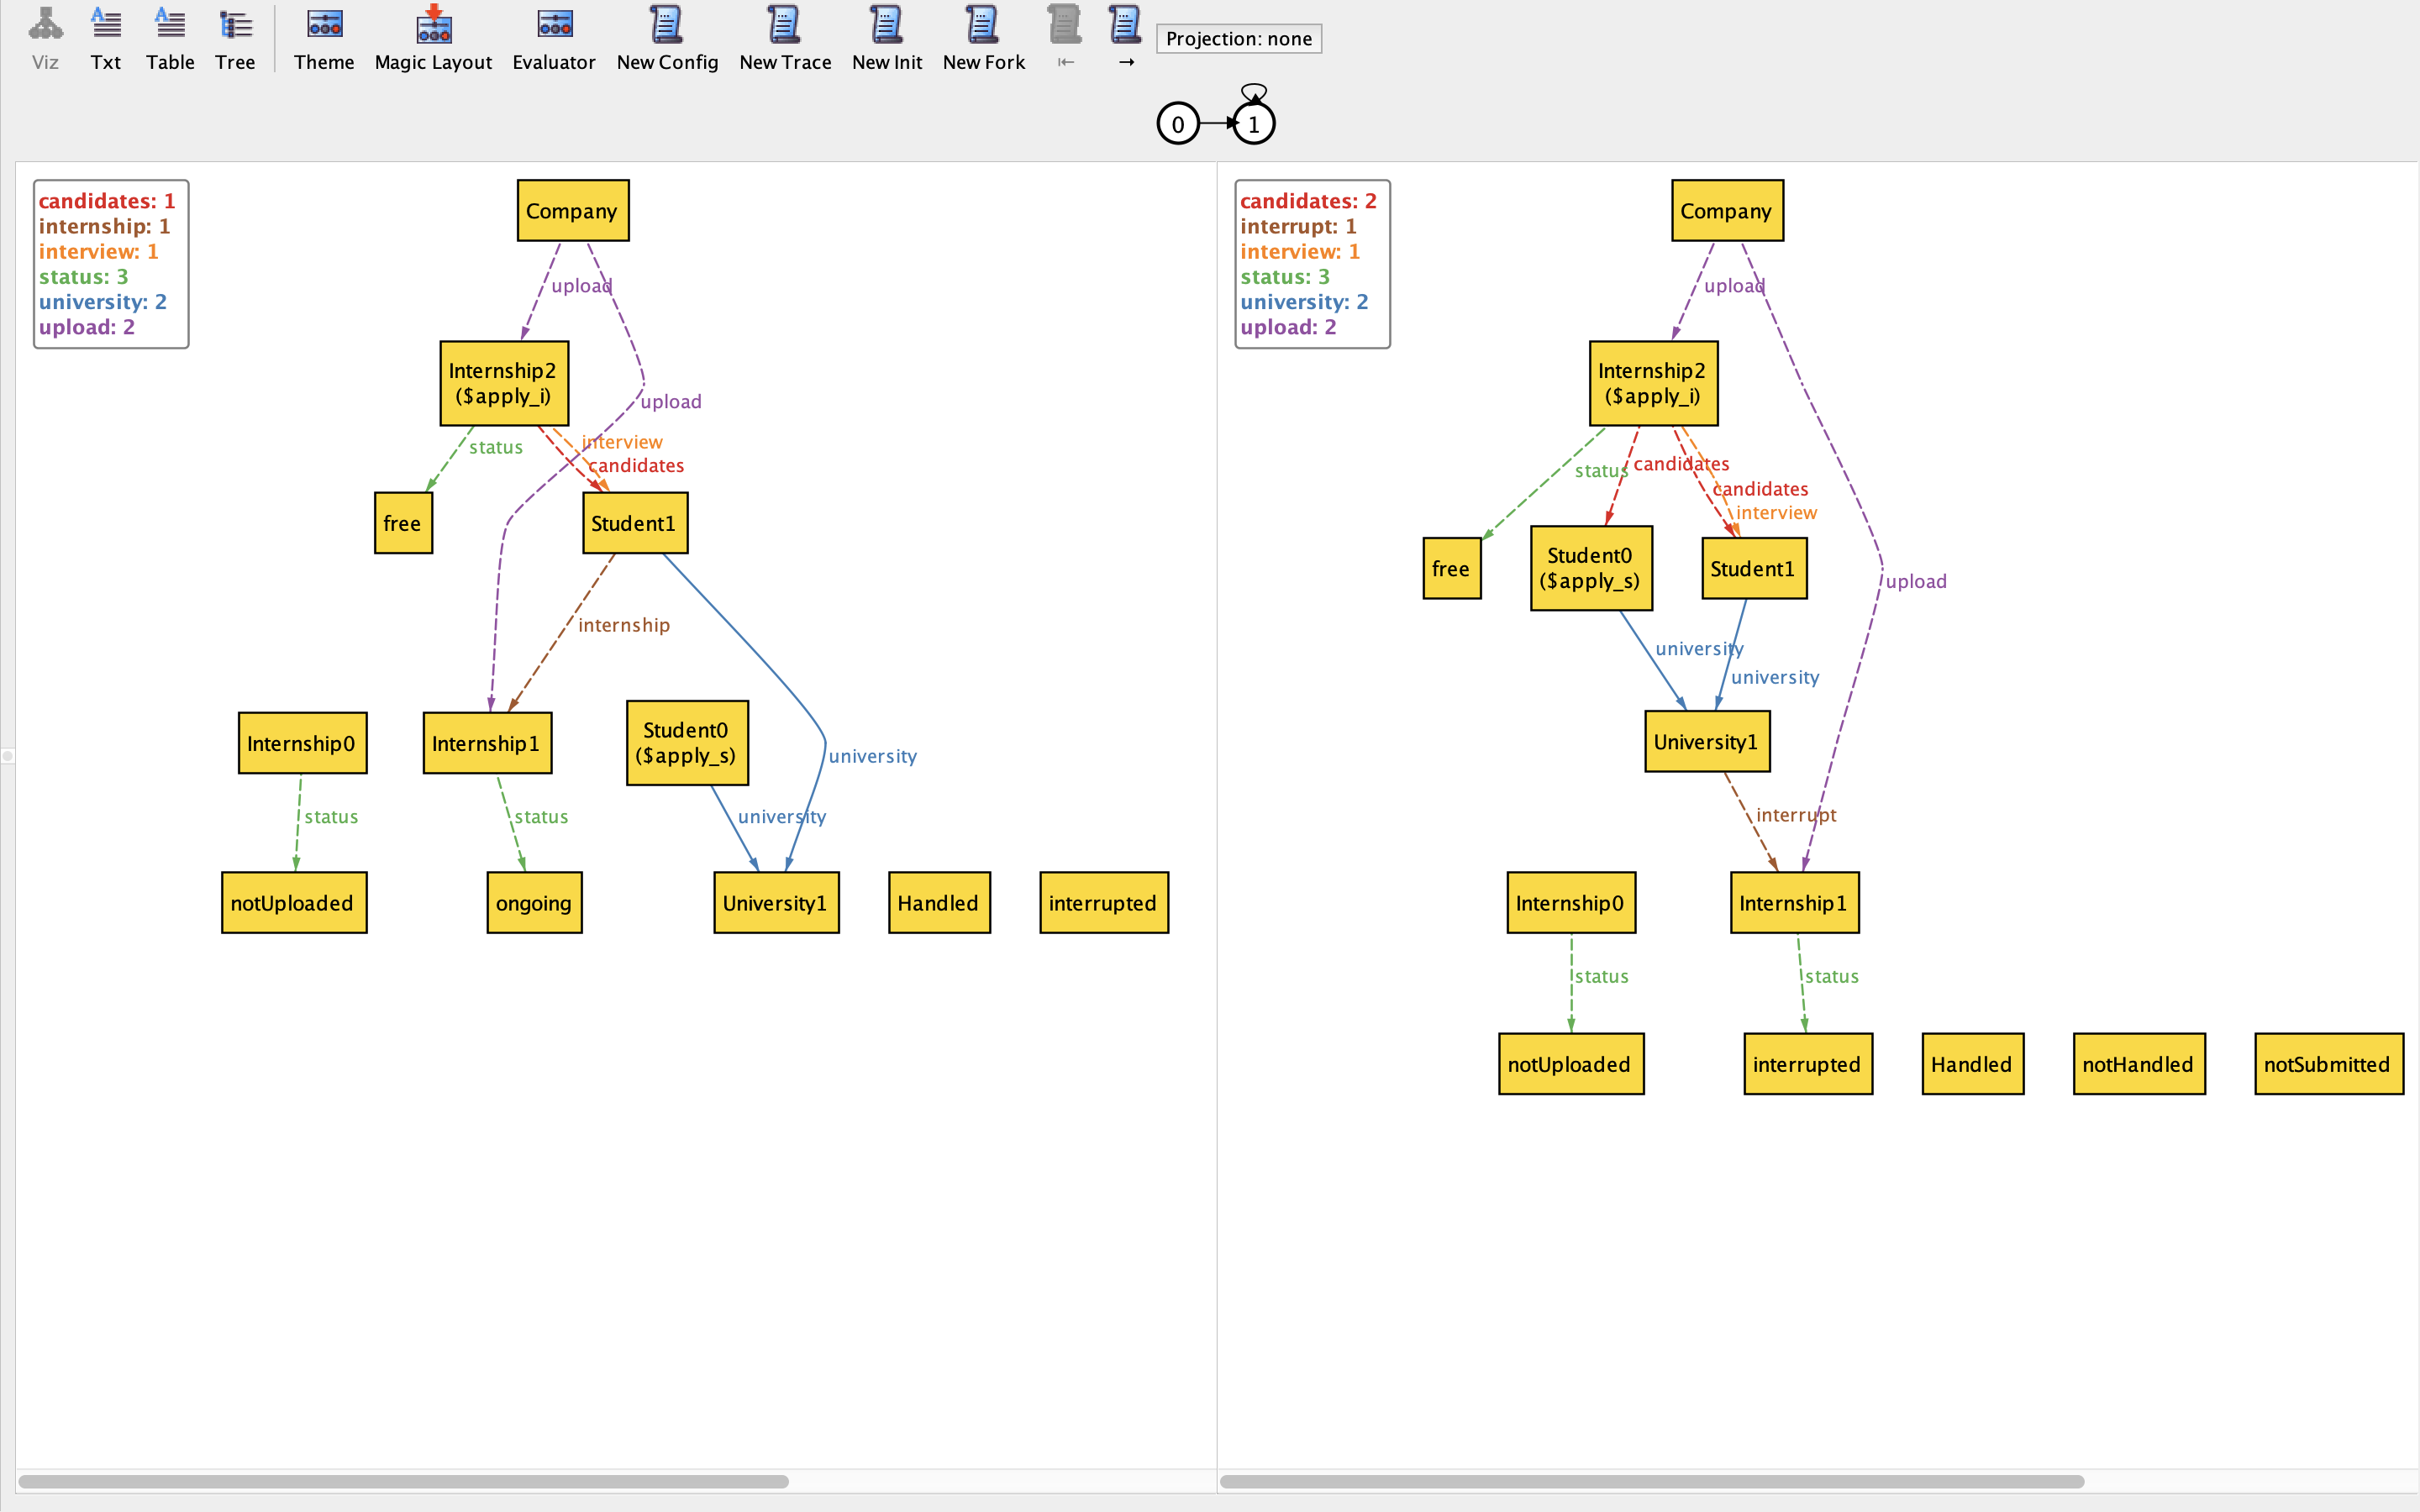 Viz Txt Table Tree Theme Magic Layout Evaluator New Config New Trace New Init New Fork Projection: none
0 1
candidates: 1
internship: 1
interview: 1
status: 3
university: 2
upload: 2
Company
upload
upload
Internship2
($apply_i)
status
interview
candidates
free
Student1
internship
Internship0
Internship1
Student0
($apply_s)
university
status
status
university
notUploaded
ongoing
University1
Handled
interrupted
candidates: 2
interrupt: 1
interview: 1
status: 3
university: 2
upload: 2
Company
upload
Internship2
($apply_i)
status
candidates
candidates
interview
free
Student0
($apply_s)
Student1
upload
university
university
University1
interrupt
Internship0
Internship1
status
status
notUploaded
interrupted
Handled
notHandled
notSubmitted